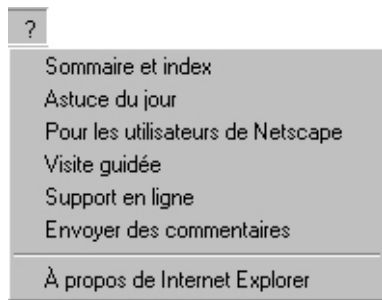 ?
Sommaire et index
Astuce du jour
Pour les utilisateurs de Netscape
Visite guidée
Support en ligne
Envoyer des commentaires
À propos de Internet Explorer